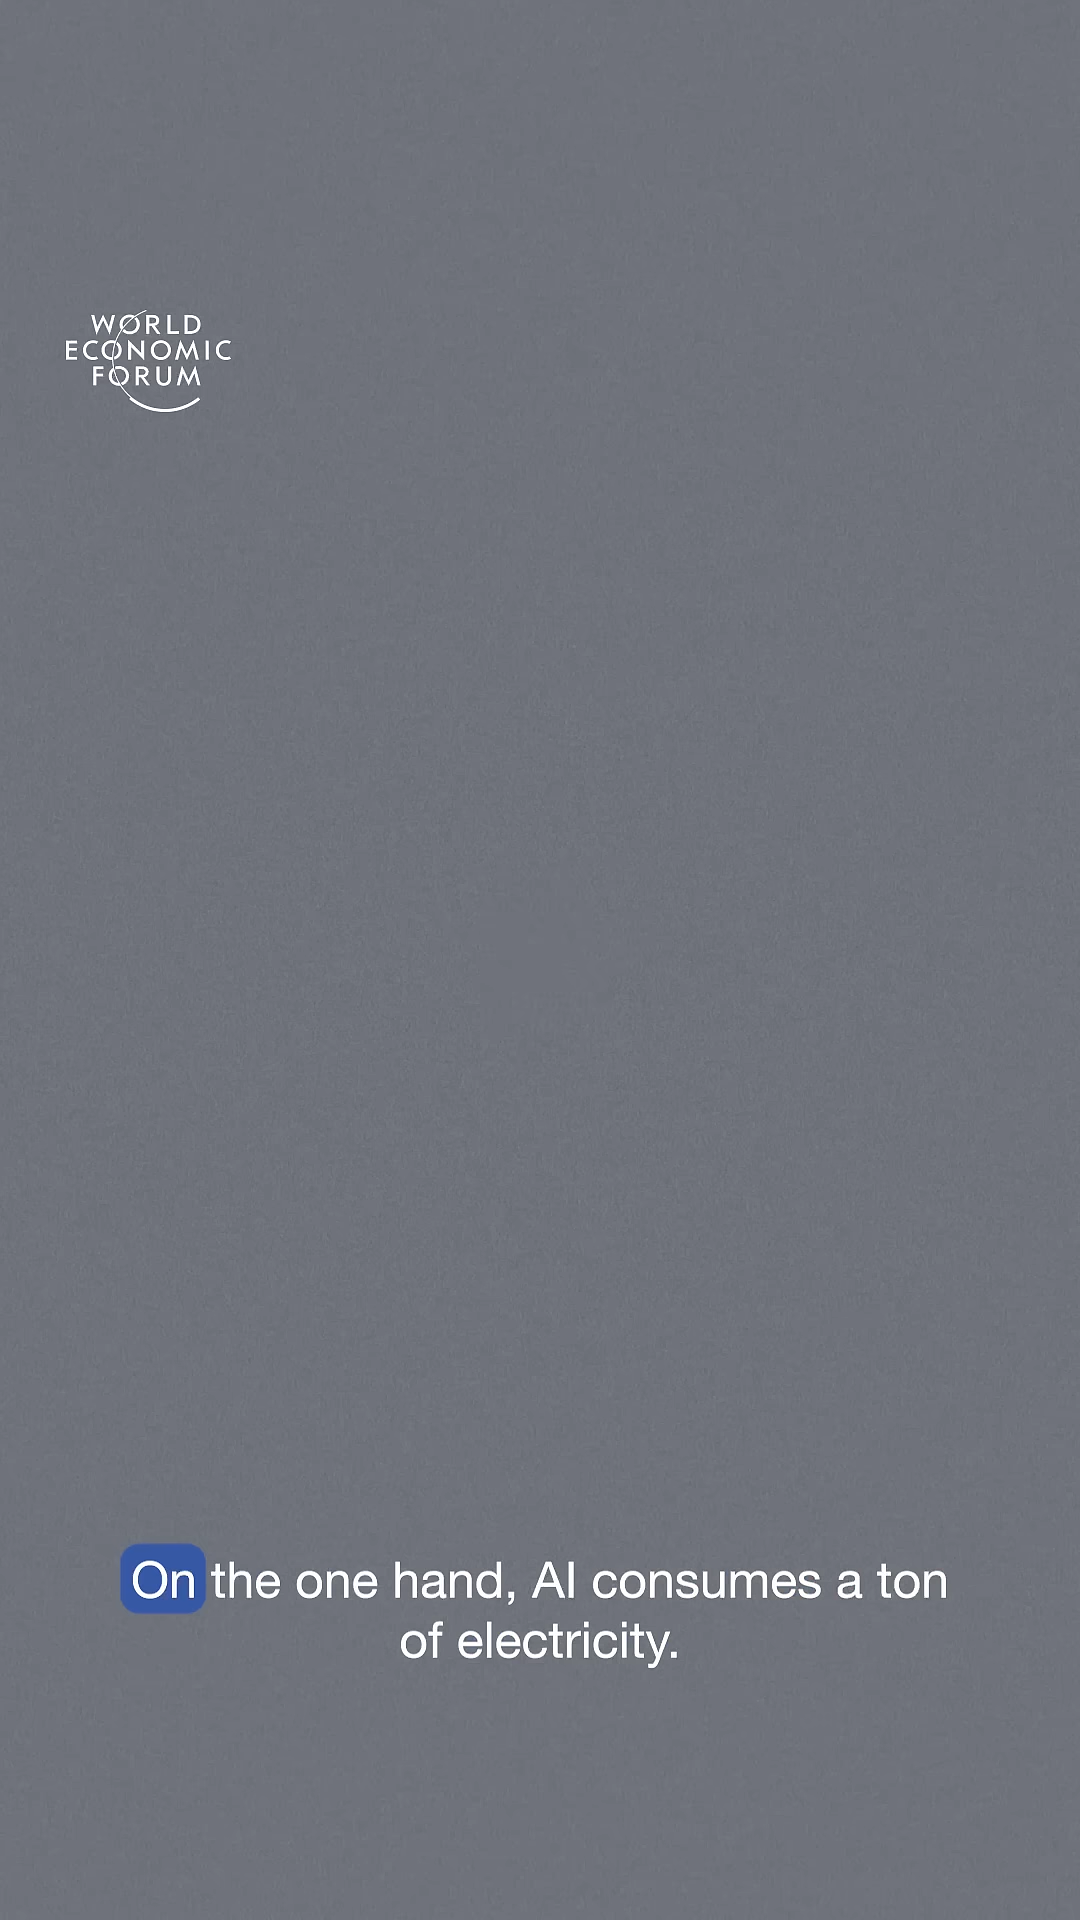 WORLD
ECONOMIC
FORUM
On the one hand, AI consumes a ton
of electricity.